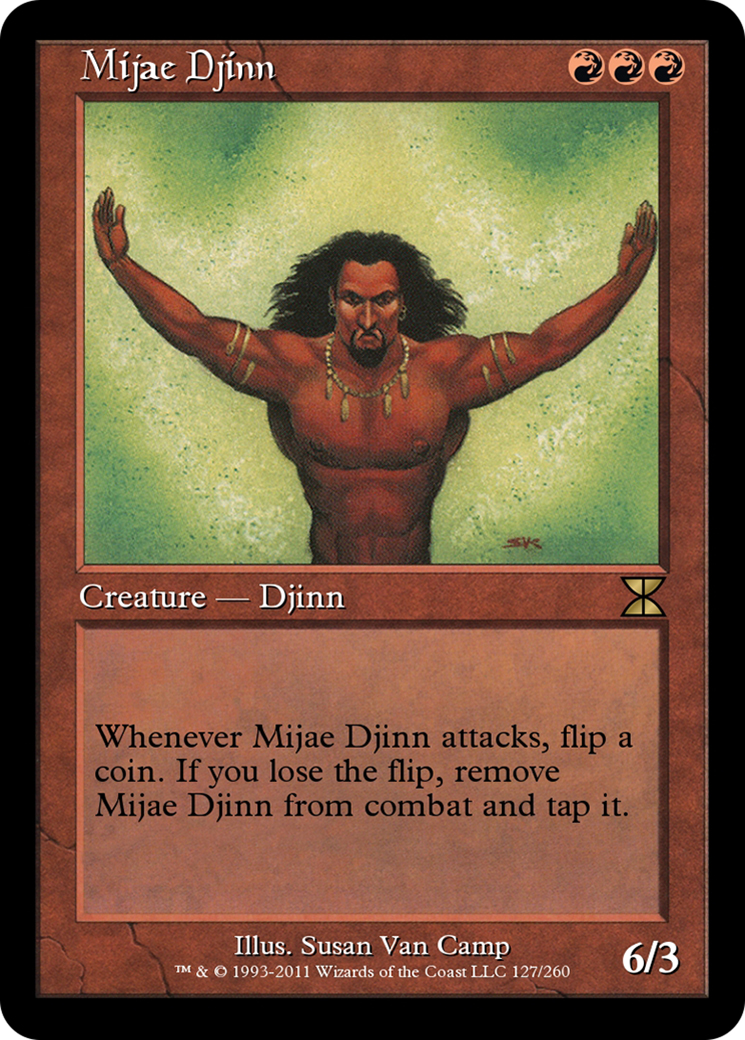 Mijae Djinn
Creature — Djinn
Whenever Mijae Djinn attacks, flip a
coin. If you lose the flip, remove
Mijae Djinn from combat and tap it.
Illus. Susan Van Camp
™ & © 1993-2011 Wizards of the Coast LLC 127/260
6/3